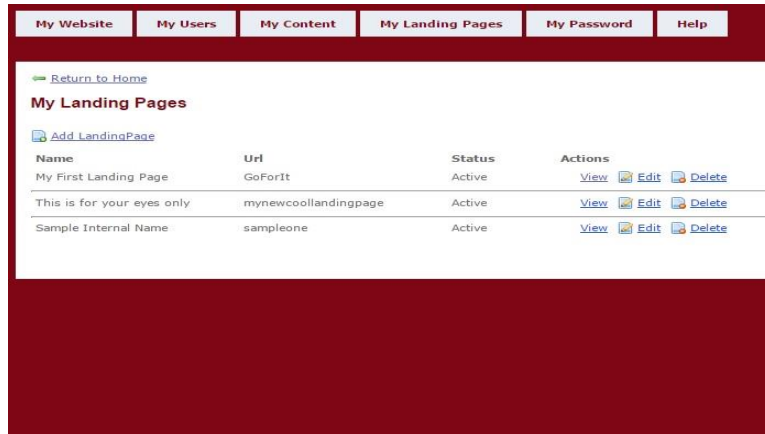 My Website My Users My Content My Landing Pages My Password Help
Return to Home
My Landing Pages
Add LandingPage
Name Url Status Actions
My First Landing Page GoForIt Active View Edit Delete
This is for your eyes only mynewcoollandingpage Active View Edit Delete
Sample Internal Name sampleone Active View Edit Delete